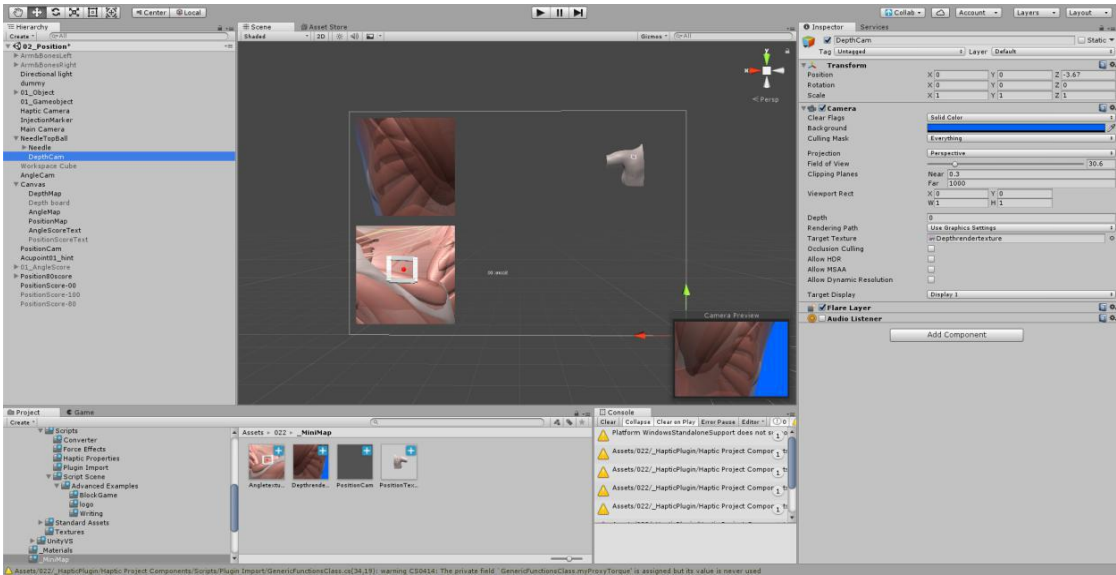 Center Local
Collab Account Layers Layout
Hierarchy
Create All
02_Position*
ArmBonesLeft
ArmBonesRight
Directional light
dummy
01_Object
01_Gameobject
Haptic Camera
InjectionMarker
Main Camera
NeedleTopBall
Needle
DepthCam
Workspace Cube
AngleCam
Canvas
DepthMap
Depth board
AngleMap
PositionMap
AngleScoreText
PositionScoreText
PositionCam
Acupoint01_hint
01_AngleScore
Position80score
PositionScore-00
PositionScore-100
PositionScore-80
Scene Asset Store
Shaded 2D Gizmos All
y
x
Persp
Camera Preview
Inspector Services
DepthCam Static
Tag Untagged Layer Default
Transform
Position X 0 Y 0 Z -3.67
Rotation X 0 Y 0 Z 0
Scale X 1 Y 1 Z 1
Camera
Clear Flags Solid Color
Background
Culling Mask Everything
Projection Perspective
Field of View 30.6
Clipping Planes Near 0.3
Far 1000
Viewport Rect X 0 Y 0
W 1 H 1
Depth 0
Rendering Path Use Graphics Settings
Target Texture Depthrendertexture
Occlusion Culling
Allow HDR
Allow MSAA
Allow Dynamic Resolution
Target Display Display 1
Flare Layer
Audio Listener
Add Component
Project Game
Create
Scripts
Converter
Force Effects
Haptic Properties
Plugin Import
Script Scene
Advanced Examples
BlockGame
logo
Writing
Standard Assets
Textures
UnityVS
_Materials
_MiniMap
Assets 022 _MiniMap
Angletextu... Depthrende... PositionCam PositionTex...
Console
Clear Collapse Clear on Play Error Pause Editor 0
Platform WindowsStandaloneSupport does not 1
Assets/022/_HapticPlugin/Haptic Project Compor 1
Assets/022/_HapticPlugin/Haptic Project Compor 1
Assets/022/_HapticPlugin/Haptic Project Compor 1
Assets/022/_HapticPlugin/Haptic Project Compor 1
Assets/022/_HapticPlugin/Haptic Project Components/Scripts/Plugin Import/GenericFunctionsClass.cs(34,19): warning CS0414: The private field `GenericFunctionsClass.myProxyTorque' is assigned but its value is never used